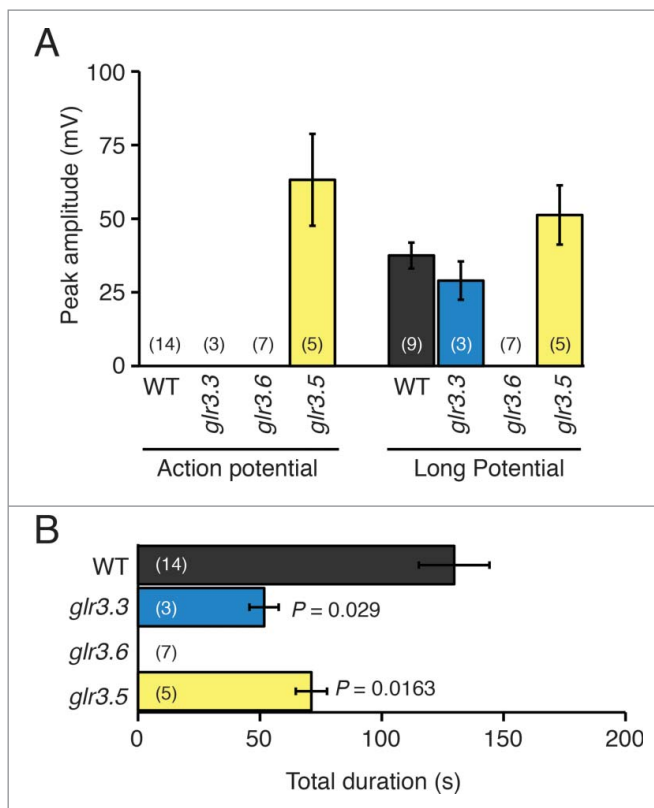 A
Peak amplitude (mV)
100
75
50
25
0
(14) (3) (7) (5) (9) (3) (7) (5)
WT glr3.3 glr3.6 glr3.5 WT glr3.3 glr3.6 glr3.5
Action potential Long Potential
B
WT (14)
glr3.3 (3) P = 0.029
glr3.6 (7)
glr3.5 (5) P = 0.0163
0 50 100 150 200
Total duration (s)